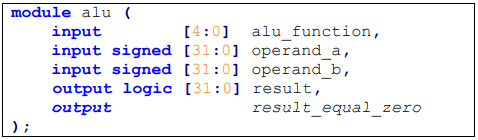 module alu (
    input         [4:0]  alu_function,
    input signed [31:0] operand_a,
    input signed [31:0] operand_b,
    output logic [31:0] result,
    output              result_equal_zero
);